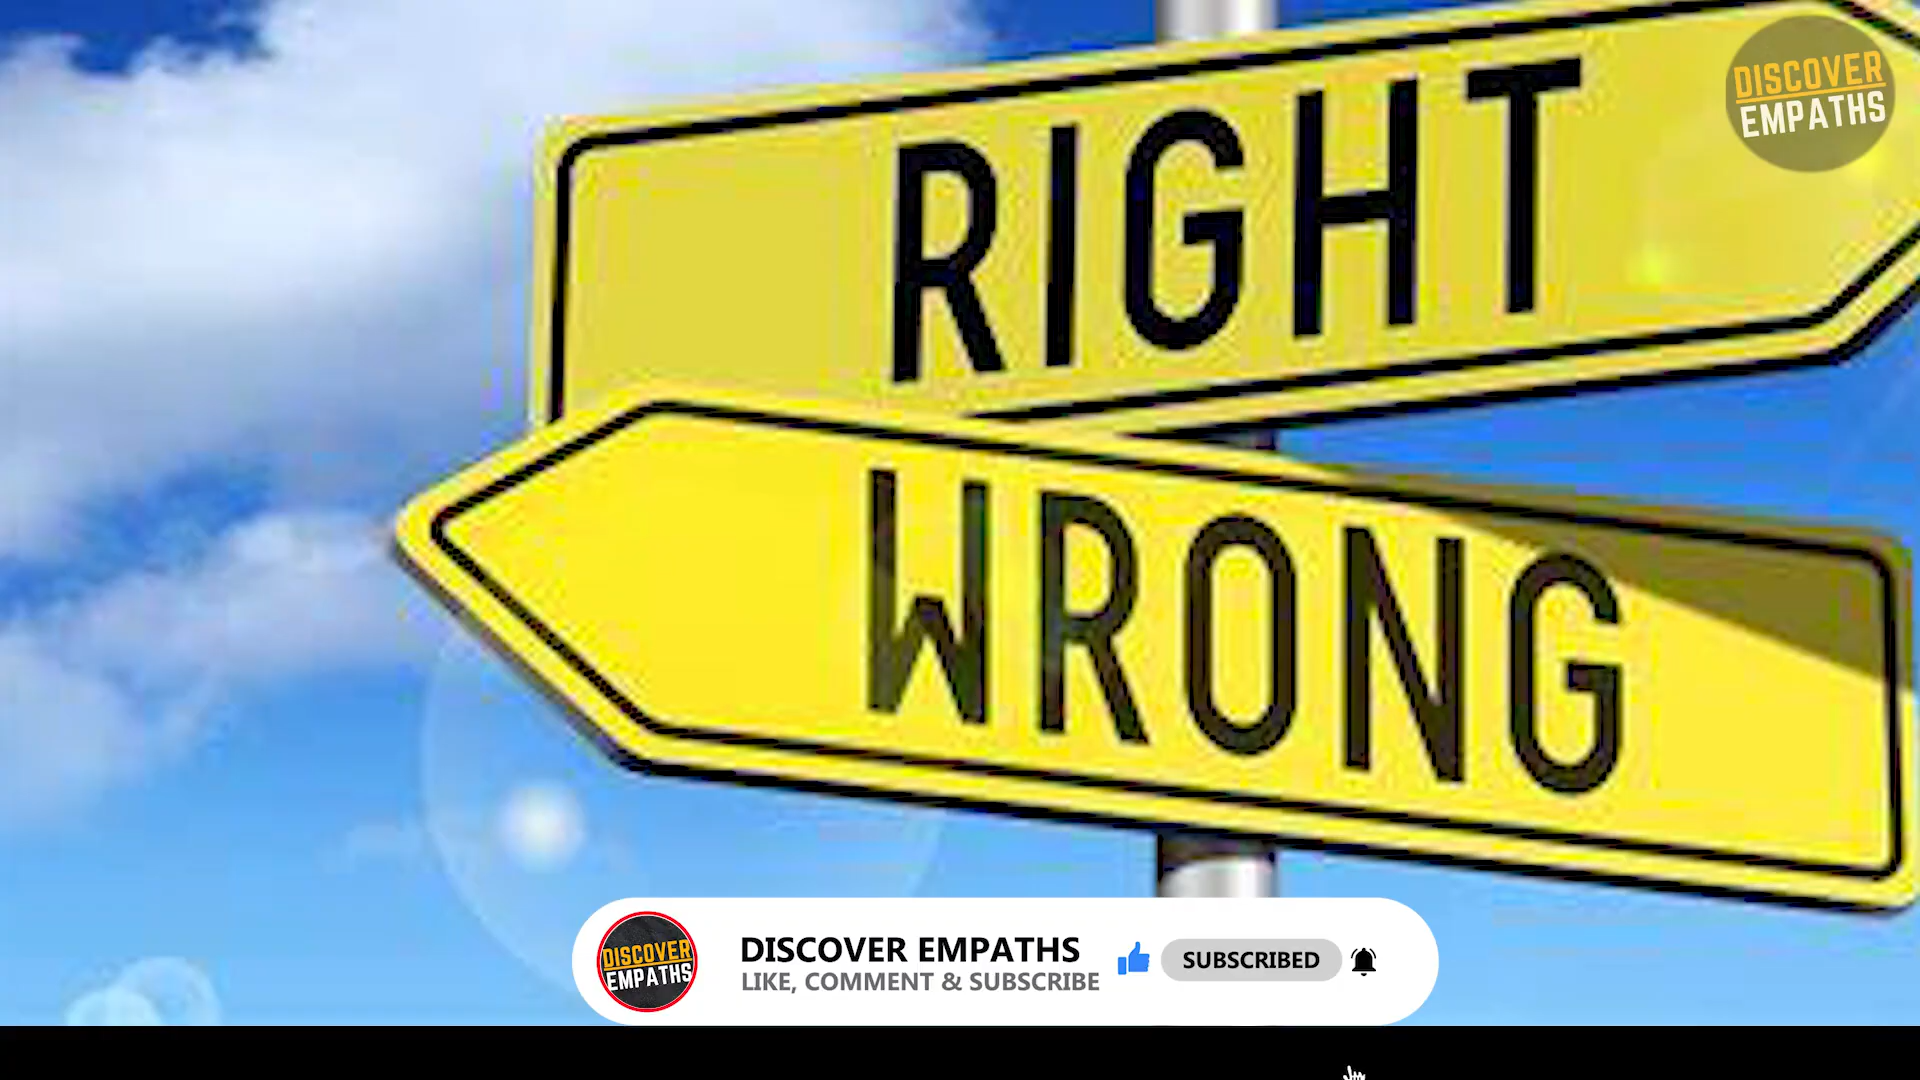 DISCOVER
EMPATHS
RIGHT
WRONG
DISCOVER
EMPATHS
DISCOVER EMPATHS
LIKE, COMMENT & SUBSCRIBE
SUBSCRIBED